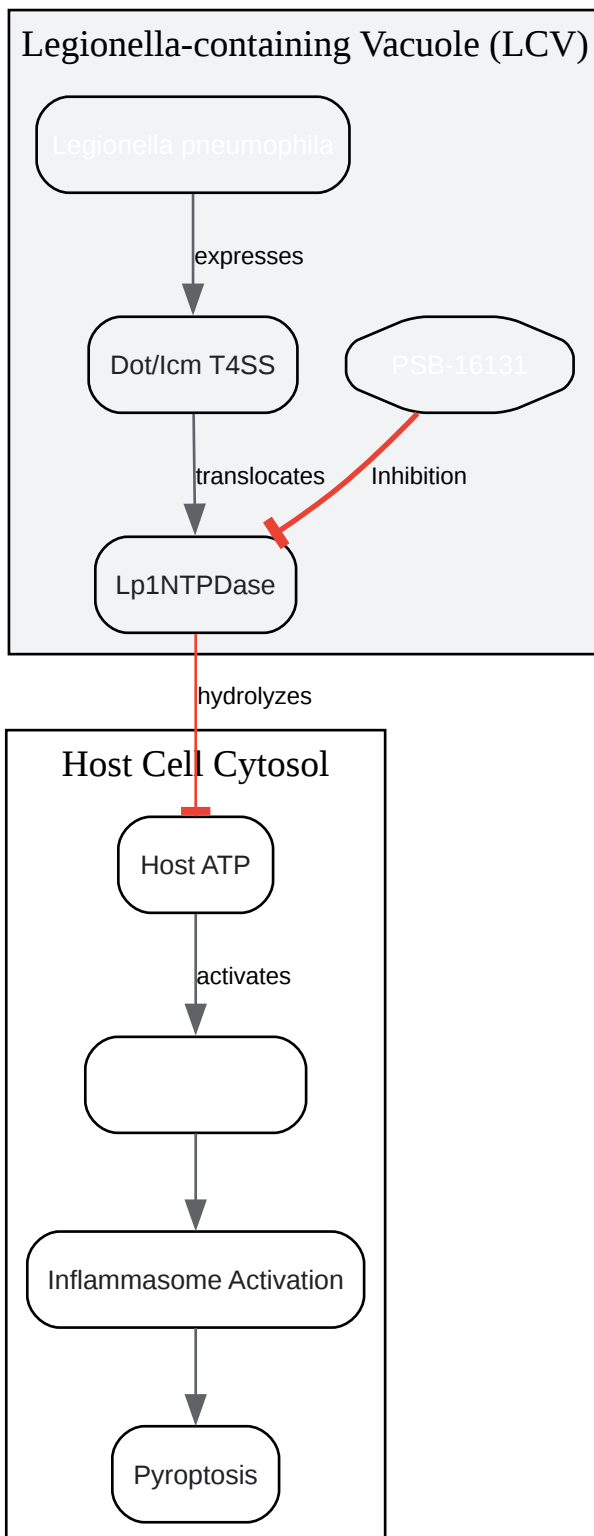 Legionella-containing Vacuole (LCV)
Legionella pneumophila
expresses
Dot/Icm T4SS
PSB-16131
translocates
Inhibition
Lp1NTPDase
hydrolyzes
Host Cell Cytosol
Host ATP
activates
Inflammasome Activation
Pyroptosis